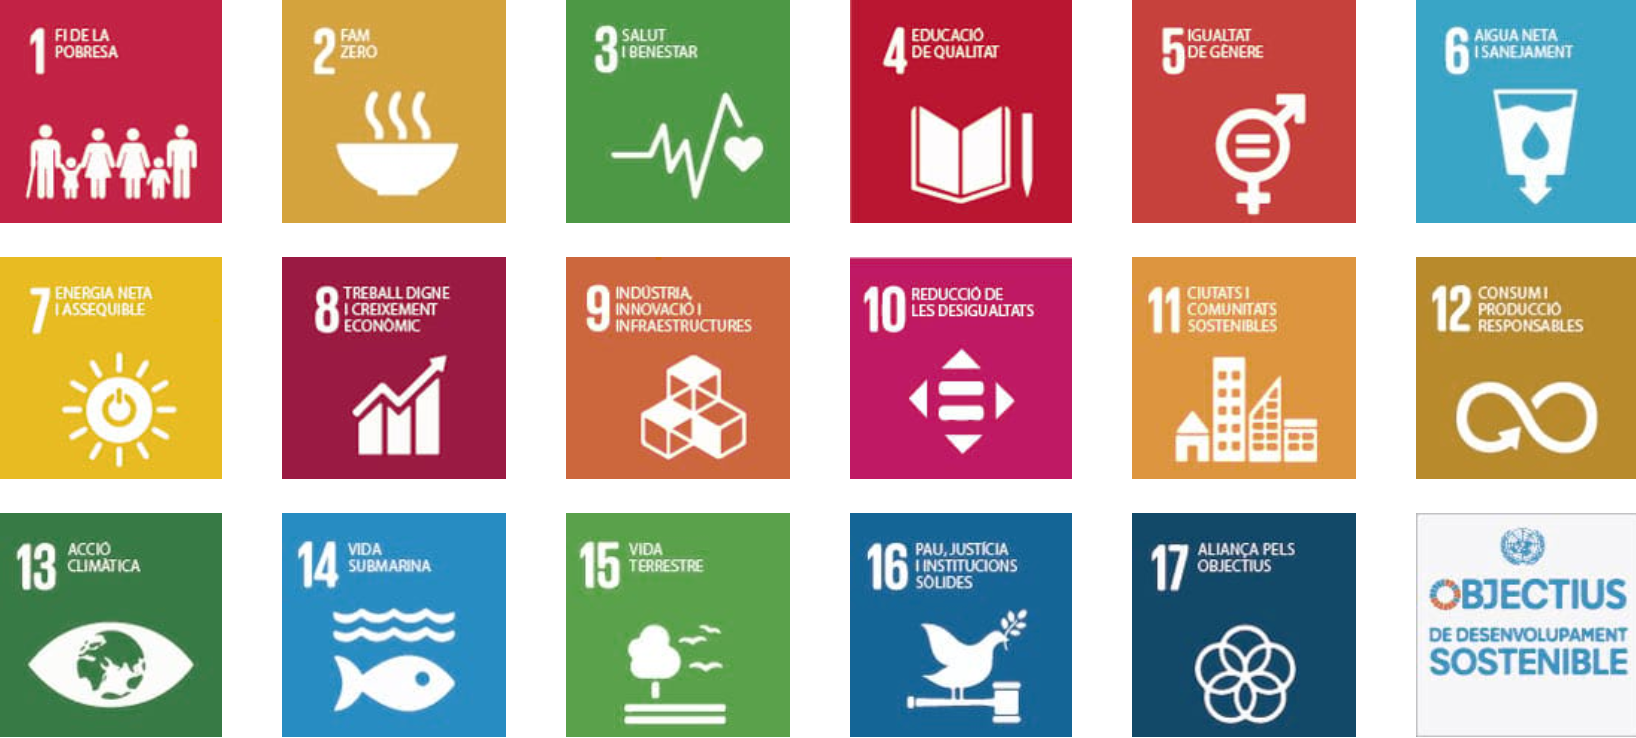 1 FI DE LA
POBRESA
2 FAM
ZERO
3 SALUT
I BENESTAR
4 EDUCACIÓ
DE QUALITAT
5 IGUALTAT
DE GÈNERE
6 AIGUA NETA
I SANEJAMENT
7 ENERGIA NETA
I ASSEQUIBLE
8 TREBALL DIGNE
I CREIXEMENT
ECONÒMIC
9 INDÚSTRIA,
INNOVACIÓ I
INFRAESTRUCTURES
10 REDUCCIÓ DE
LES DESIGUALTATS
11 CIUTATS I
COMUNITATS
SOSTENIBLES
12 CONSUM I
PRODUCCIÓ
RESPONSABLES
13 ACCIÓ
CLIMÀTICA
14 VIDA
SUBMARINA
15 VIDA
TERRESTRE
16 PAU, JUSTÍCIA
I INSTITUCIONS
SÒLIDES
17 ALIANÇA PELS
OBJECTIUS
OBJECTIUS
DE DESENVOLUPAMENT
SOSTENIBLE